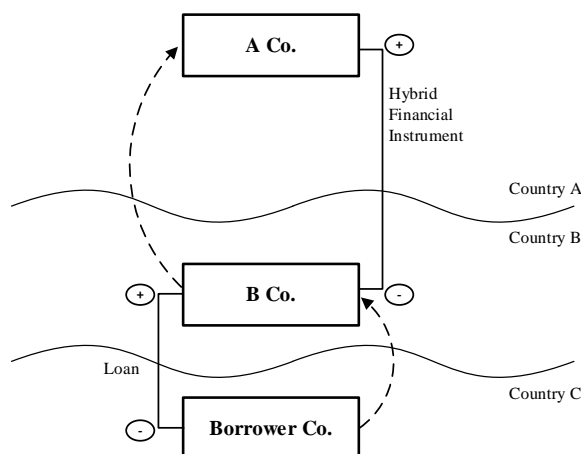 A Co.
+
Hybrid
Financial
Instrument
Country A
Country B
+
B Co.
-
Loan
Country C
-
Borrower Co.